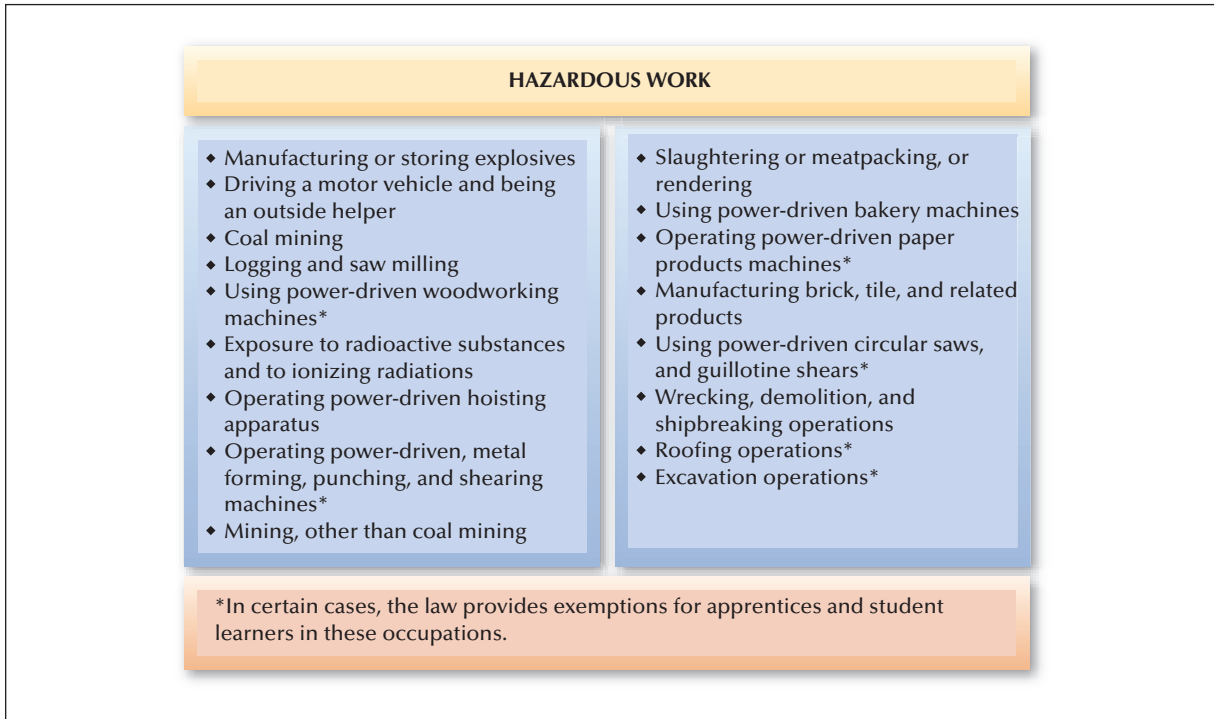 HAZARDOUS WORK
◆ Manufacturing or storing explosives
◆ Driving a motor vehicle and being
an outside helper
◆ Coal mining
◆ Logging and saw milling
◆ Using power-driven woodworking
machines*
◆ Exposure to radioactive substances
and to ionizing radiations
◆ Operating power-driven hoisting
apparatus
◆ Operating power-driven, metal
forming, punching, and shearing
machines*
◆ Mining, other than coal mining
◆ Slaughtering or meatpacking, or
rendering
◆ Using power-driven bakery machines
◆ Operating power-driven paper
products machines*
◆ Manufacturing brick, tile, and related
products
◆ Using power-driven circular saws,
and guillotine shears*
◆ Wrecking, demolition, and
shipbreaking operations
◆ Roofing operations*
◆ Excavation operations*
*In certain cases, the law provides exemptions for apprentices and student
learners in these occupations.